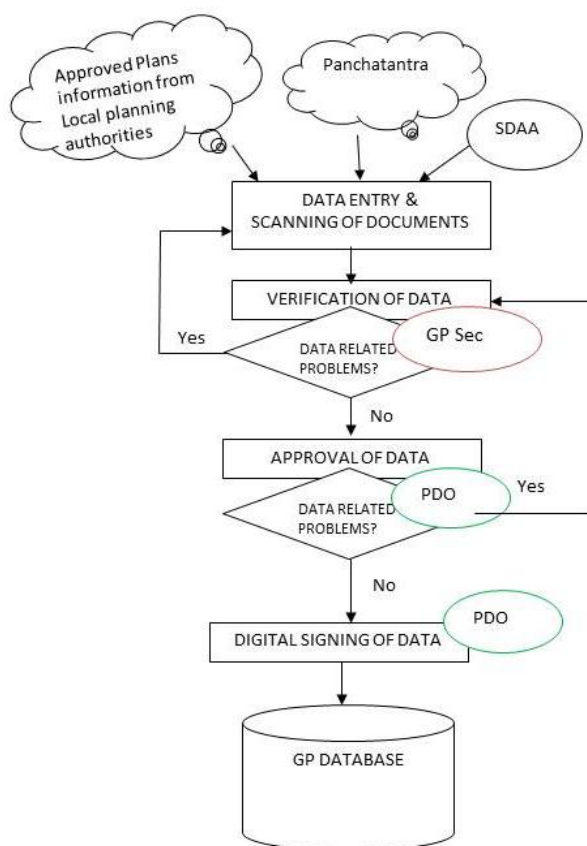 Approved Plans
information from
Local planning
authorities
Panchatantra
SDAA
DATA ENTRY &
SCANNING OF DOCUMENTS
VERIFICATION OF DATA
Yes
GP Sec
DATA RELATED
PROBLEMS?
No
APPROVAL OF DATA
PDO
Yes
DATA RELATED
PROBLEMS?
No
PDO
DIGITAL SIGNING OF DATA
GP DATABASE